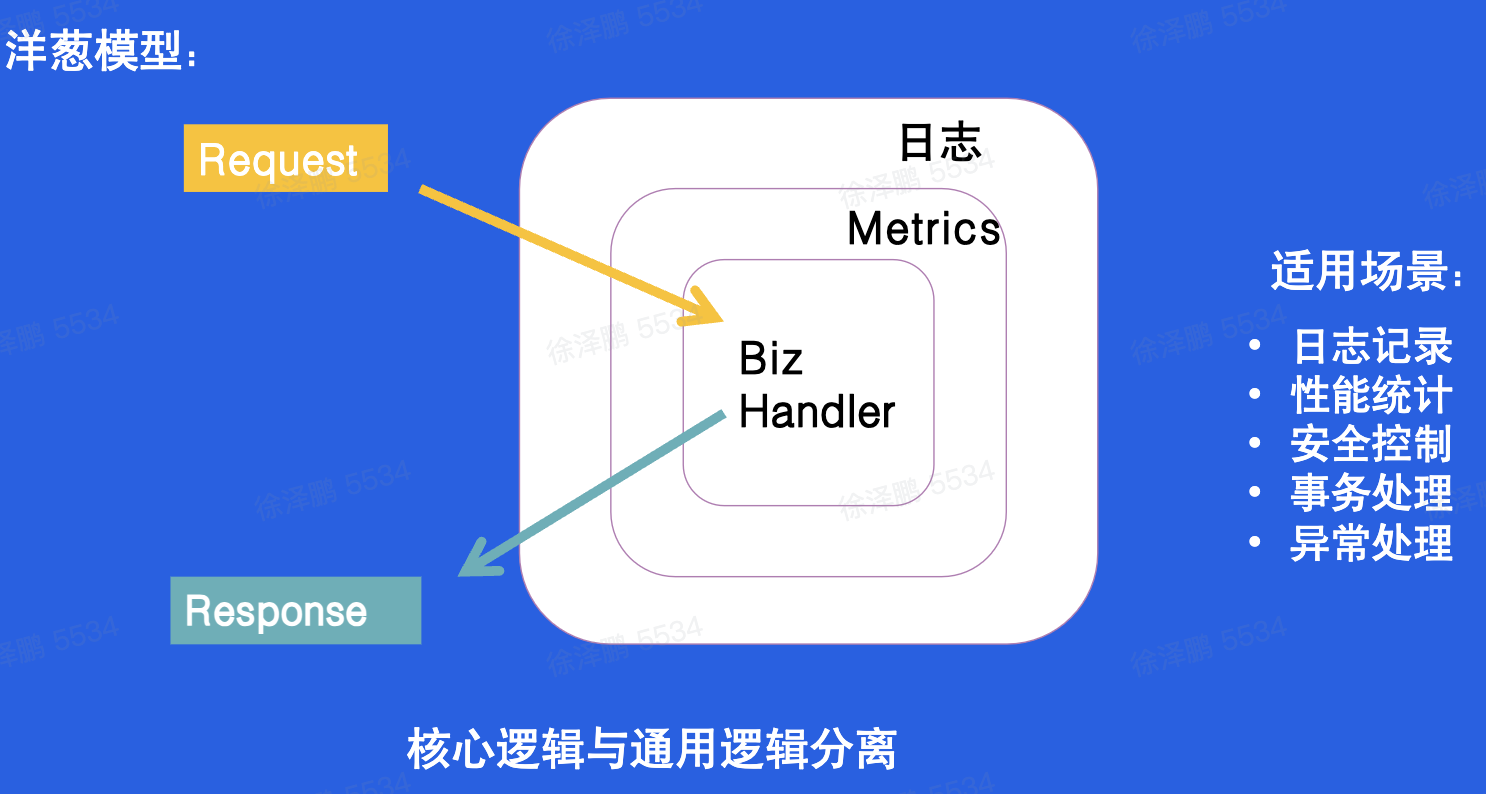 洋葱模型：
Request
日志
Metrics
Biz
Handler
Response
适用场景：
• 日志记录
• 性能统计
• 安全控制
• 事务处理
• 异常处理
核心逻辑与通用逻辑分离
徐泽鹏 5534